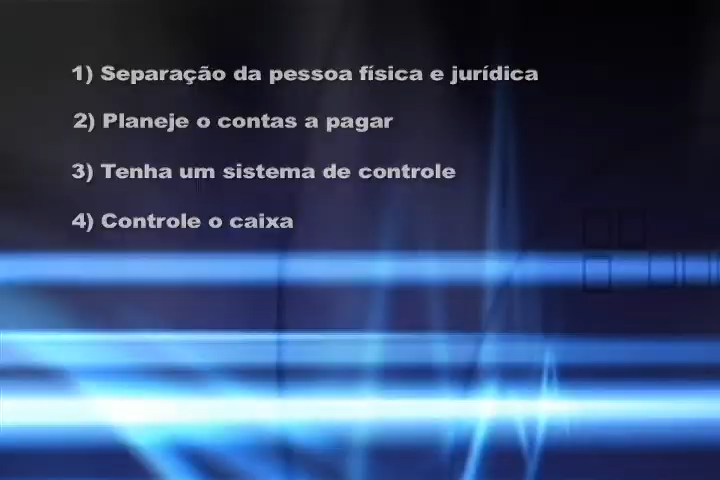 1) Separação da pessoa física e jurídica
2) Planeje o contas a pagar
3) Tenha um sistema de controle
4) Controle o caixa